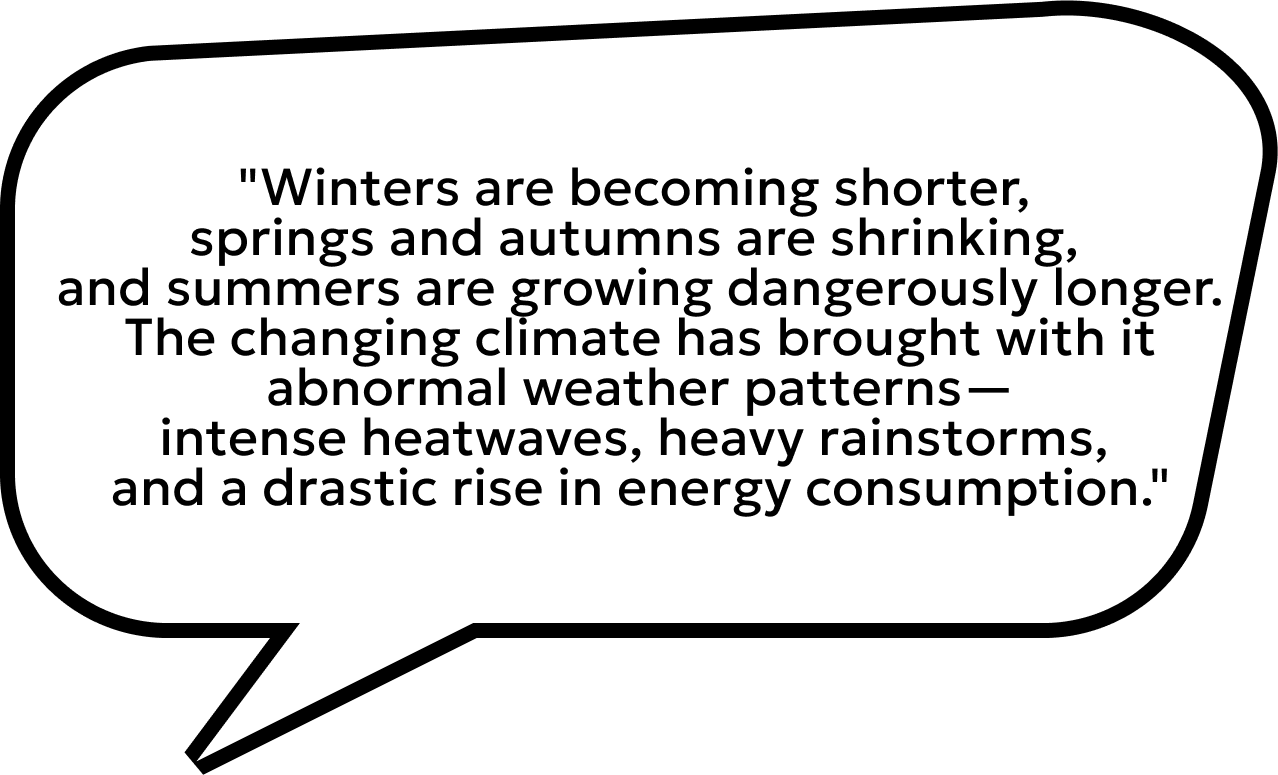 "Winters are becoming shorter,
springs and autumns are shrinking,
and summers are growing dangerously longer.
The changing climate has brought with it
abnormal weather patterns—
intense heatwaves, heavy rainstorms,
and a drastic rise in energy consumption."